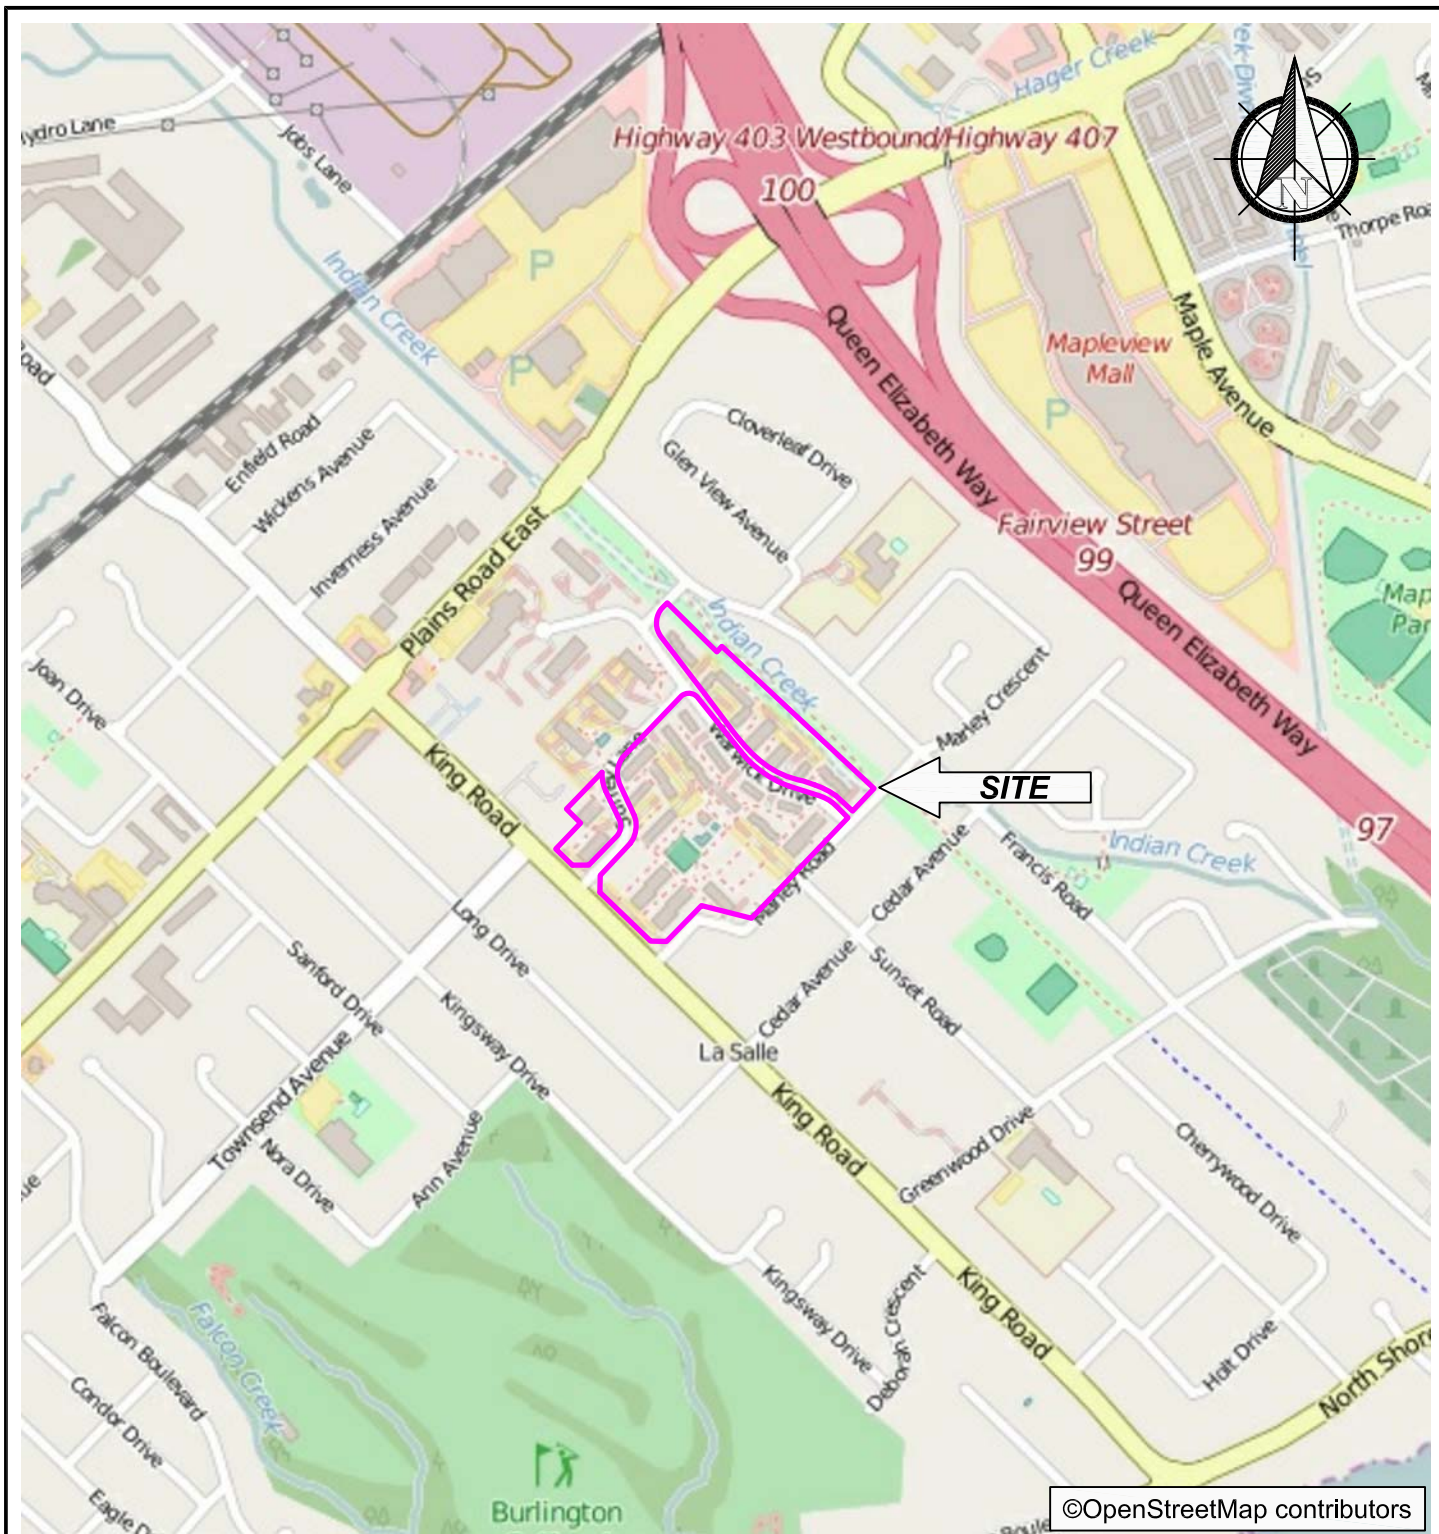 Hager Creek
Jobs Lane
Highway 403 Westbound/Highway 407
100
N
Indian Creek
P
Queen Elizabeth Way
Mapleview
Mall
Maple Avenue
P
P
Cloverleaf Drive
Enfield Road
Wickens Avenue
Glen View Avenue
Inverness Avenue
Fairview Street
99
Plains Road East
Queen Elizabeth Way
Indian Creek
Joan Drive
Marley Crescent
King Road
Warwick Drive
SITE
97
Indian Creek
Francis Road
Marley Road
Cedar Avenue
Long Drive
Sanford Drive
Kingsway Drive
Cedar Avenue
Sunset Road
La Salle
Townsend Avenue
King Road
Nora Drive
Ann Avenue
Greenwood Drive
Cherrywood Drive
Kingsway Drive
Deborah Crescent
King Road
Falcon Boulevard
Falcon Creek
Holt Drive
Condor Drive
Burlington
©OpenStreetMap contributors